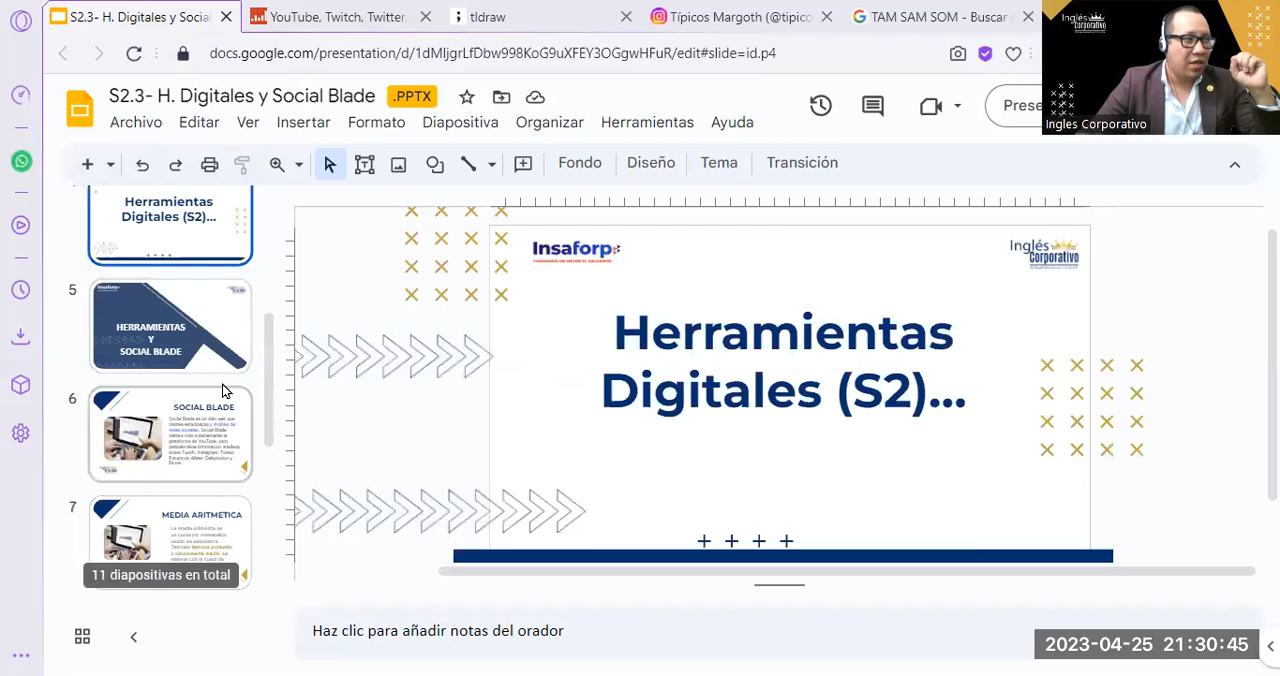 S2.3- H. Digitales y Social
YouTube, Twitch, Twitter,
tldraw
Típicos Margoth (@tipico
TAM SAM SOM - Buscar
docs.google.com/presentation/d/1dMljgrLfDVw998KoG9uXFEY3OGgwHFuR/edit#slide=id.p4
S2.3- H. Digitales y Social Blade
.PPTX
Prese
Archivo Editar Ver Insertar Formato Diapositiva Organizar Herramientas Ayuda
Fondo Diseño Tema Transición
Inglés
Corporativo
Ingles Corporativo
Herramientas
Digitales (S2)...
5
HERRAMIENTAS
Y
SOCIAL BLADE
6
SOCIAL BLADE
7
MEDIA ARITMETICA
11 diapositivas en total
Insaforp
Inglés
Corporativo
Herramientas
Digitales (S2)...
Haz clic para añadir notas del orador
2023-04-25 21:30:45